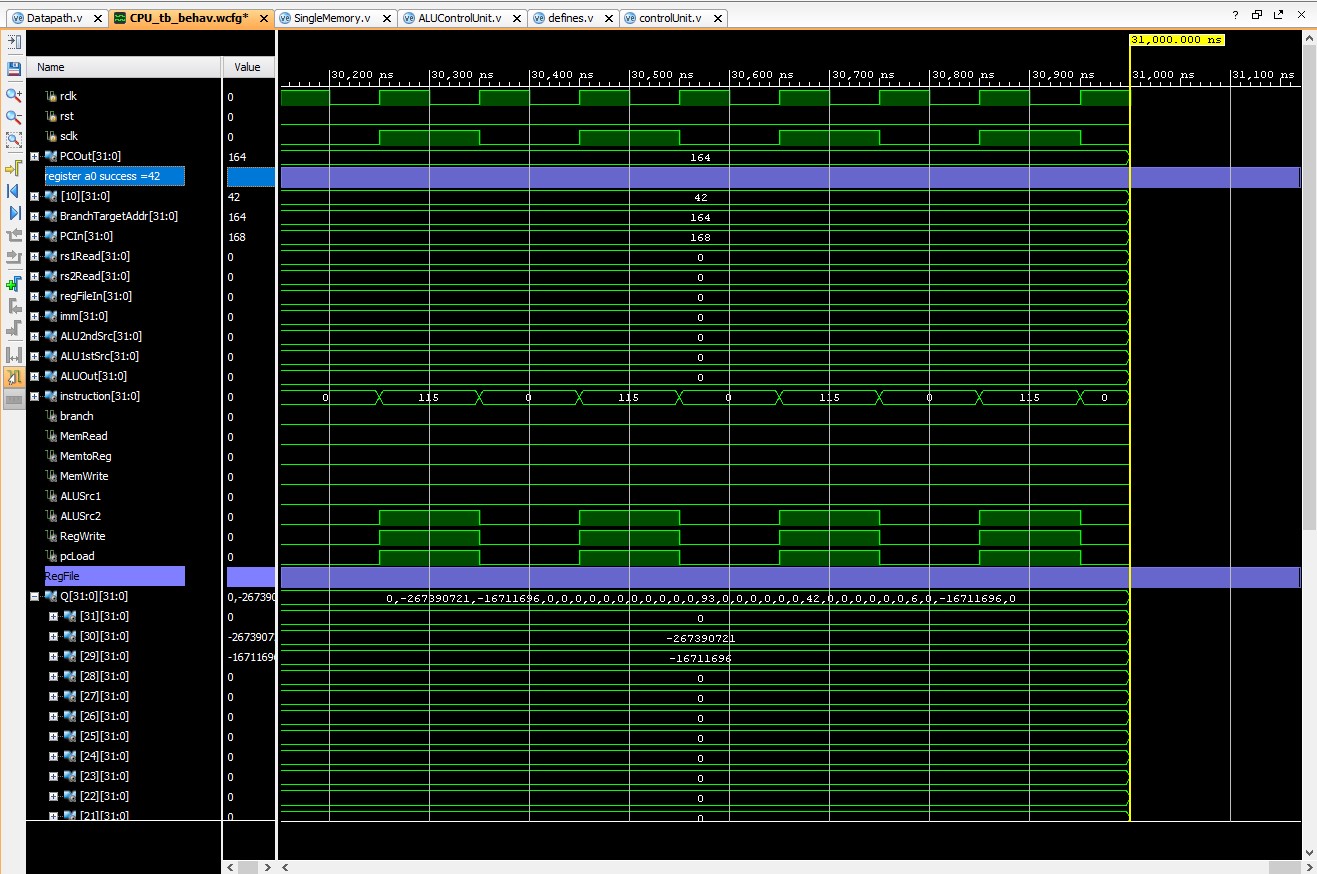 Datapath.v CPU_tb_behav.wcfg* SingleMemory.v ALUControlUnit.v defines.v controlUnit.v
31,000.000 ns
Name Value 30,200 ns 30,300 ns 30,400 ns 30,500 ns 30,600 ns 30,700 ns 30,800 ns 30,900 ns 31,000 ns 31,100 ns
rclk 0
rst 0
sclk 0
PCOut[31:0] 164 164
register a0 success =42
[10][31:0] 42 42
BranchTargetAddr[31:0] 164 164
PCIn[31:0] 168 168
rs1Read[31:0] 0 0
rs2Read[31:0] 0 0
regFileIn[31:0] 0 0
imm[31:0] 0 0
ALU2ndSrc[31:0] 0 0
ALU1stSrc[31:0] 0 0
ALUOut[31:0] 0 0
instruction[31:0] 0 0 115 0 115 0 115 0 115 0
branch 0
MemRead 0
MemtoReg 0
MemWrite 0
ALUSrc1 0
ALUSrc2 0
RegWrite 0
pcLoad 0
RegFile
Q[31:0][31:0] 0,-267390 0,-267390721,-16711696,0,0,0,0,0,0,0,0,0,0,93,0,0,0,0,0,0,42,0,0,0,0,0,0,6,0,-16711696,0
[31][31:0] 0 0
[30][31:0] -267390721 -267390721
[29][31:0] -16711696 -16711696
[28][31:0] 0 0
[27][31:0] 0 0
[26][31:0] 0 0
[25][31:0] 0 0
[24][31:0] 0 0
[23][31:0] 0 0
[22][31:0] 0 0
[21][31:0] 0 0